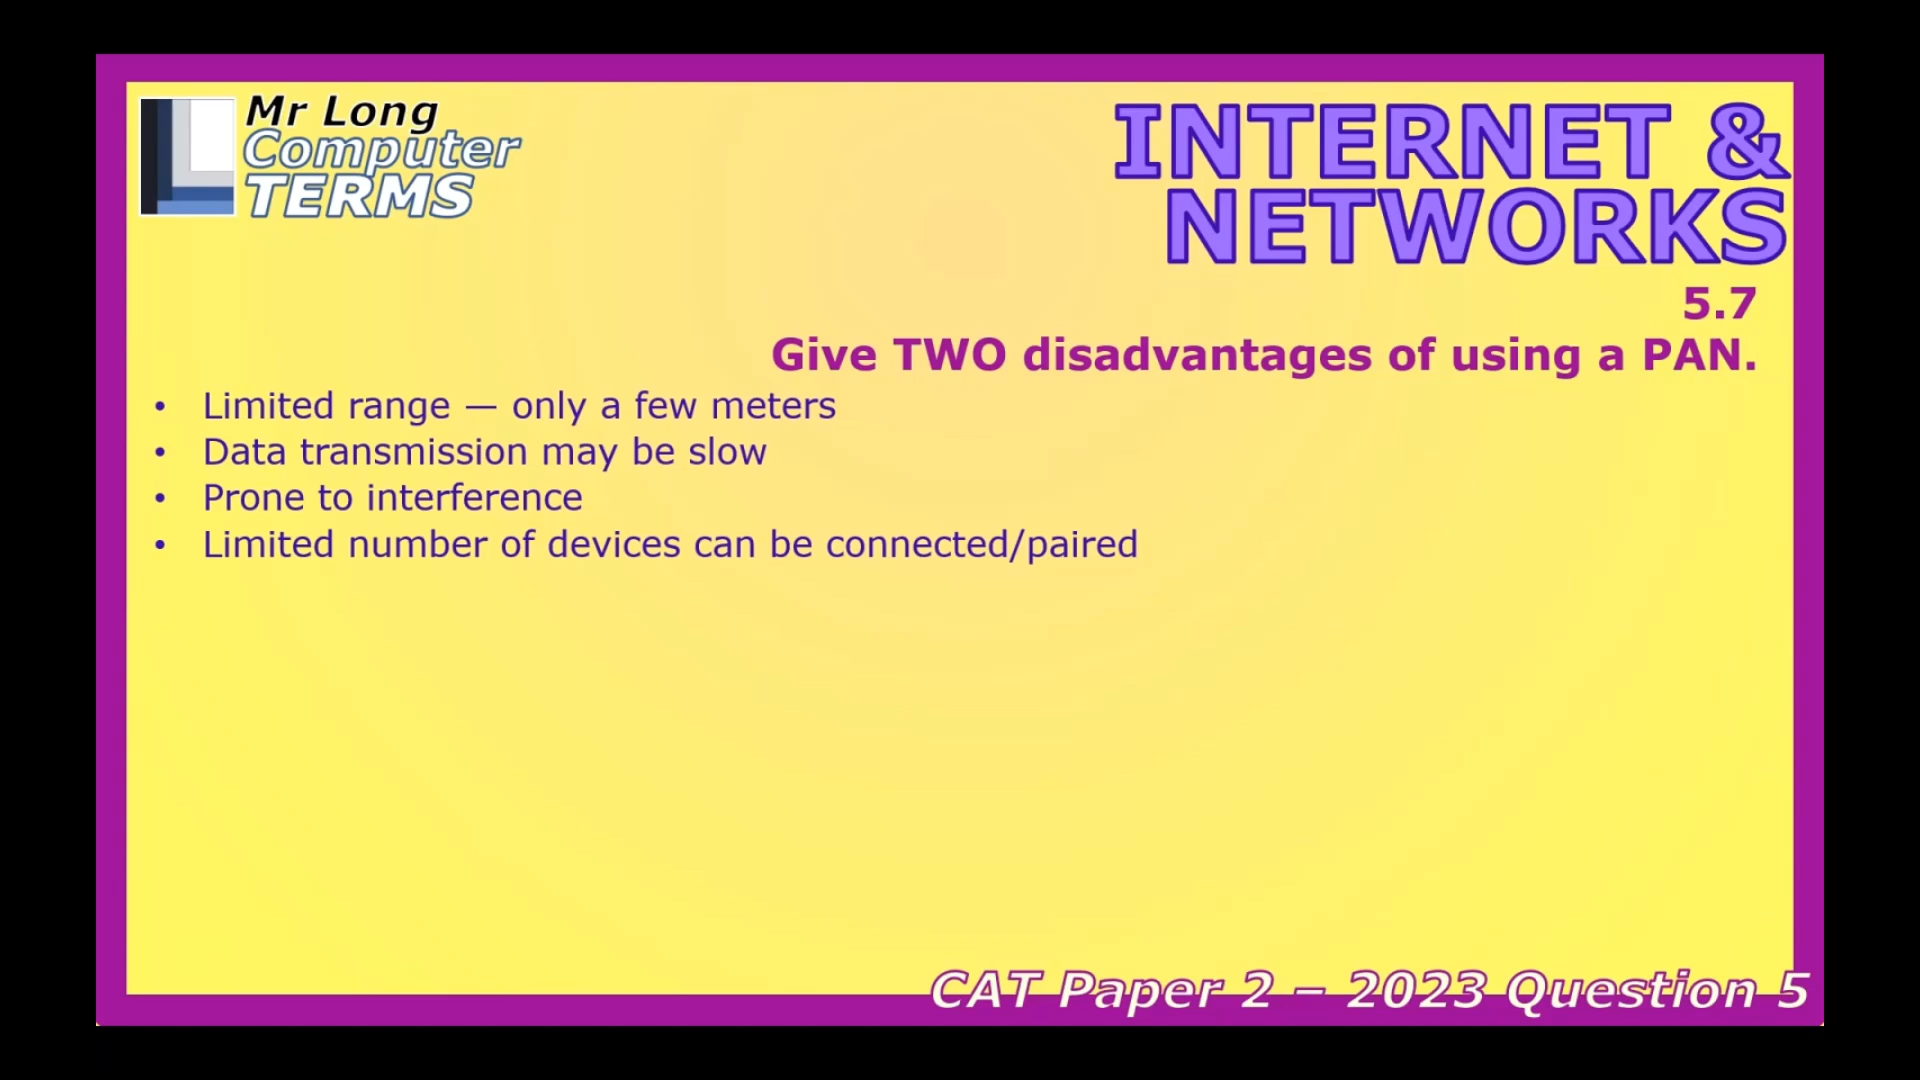 Mr Long
Computer
TERMS
INTERNET &
NETWORKS
5.7
Give TWO disadvantages of using a PAN.
• Limited range — only a few meters
• Data transmission may be slow
• Prone to interference
• Limited number of devices can be connected/paired
CAT Paper 2 – 2023 Question 5